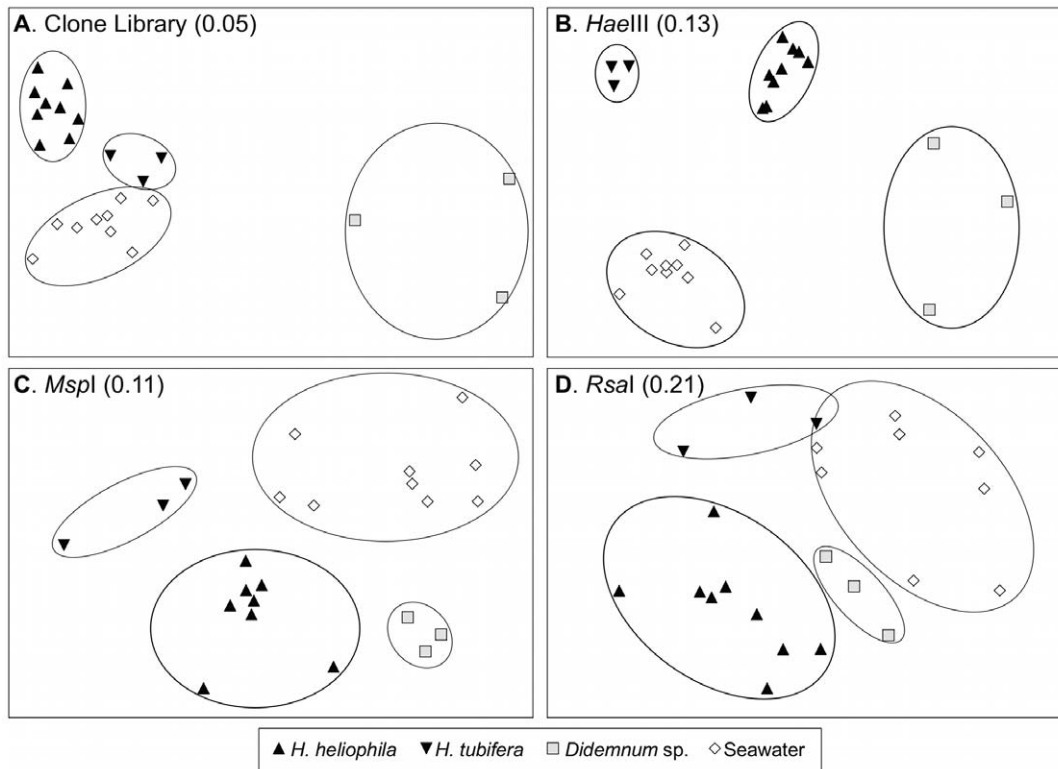 A. Clone Library (0.05)
B. HaeIII (0.13)
C. MspI (0.11)
D. RsaI (0.21)
H. heliophila H. tubifera Didemnum sp. Seawater